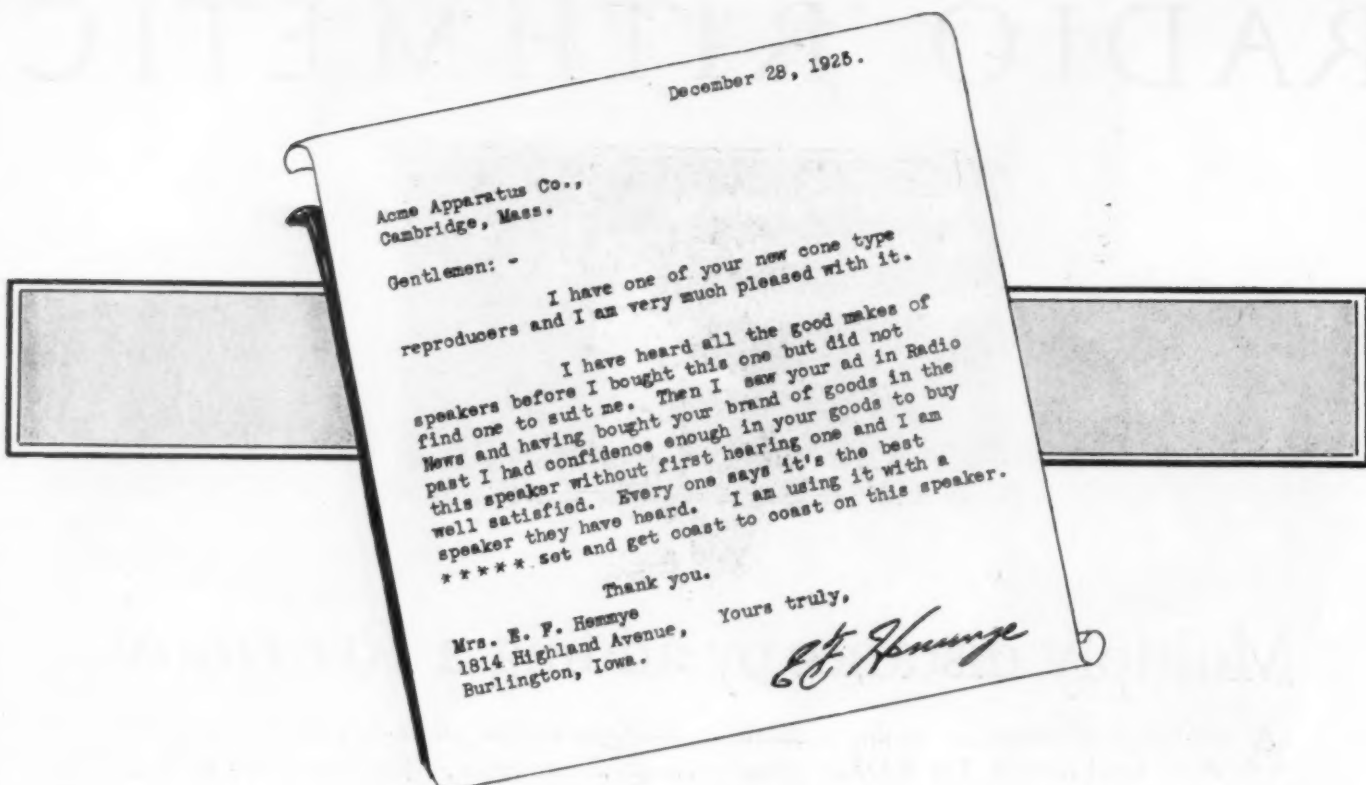 December 28, 1925.
Acme Apparatus Co.,
Cambridge, Mass.
Gentlemen: -
I have one of your new cone type
reproducers and I am very much pleased with it.
I have heard all the good makes of
speakers before I bought this one but did not
find one to suit me. Then I saw your ad in Radio
News and having bought your brand of goods in the
past I had confidence enough in your goods to buy
this speaker without first hearing one and I am
well satisfied. Every one says it's the best
speaker they have heard. I am using it with a
***** set and get coast to coast on this speaker.
Thank you.
Yours truly,
Mrs. E. F. Hemmye
1814 Highland Avenue,
Burlington, Iowa.